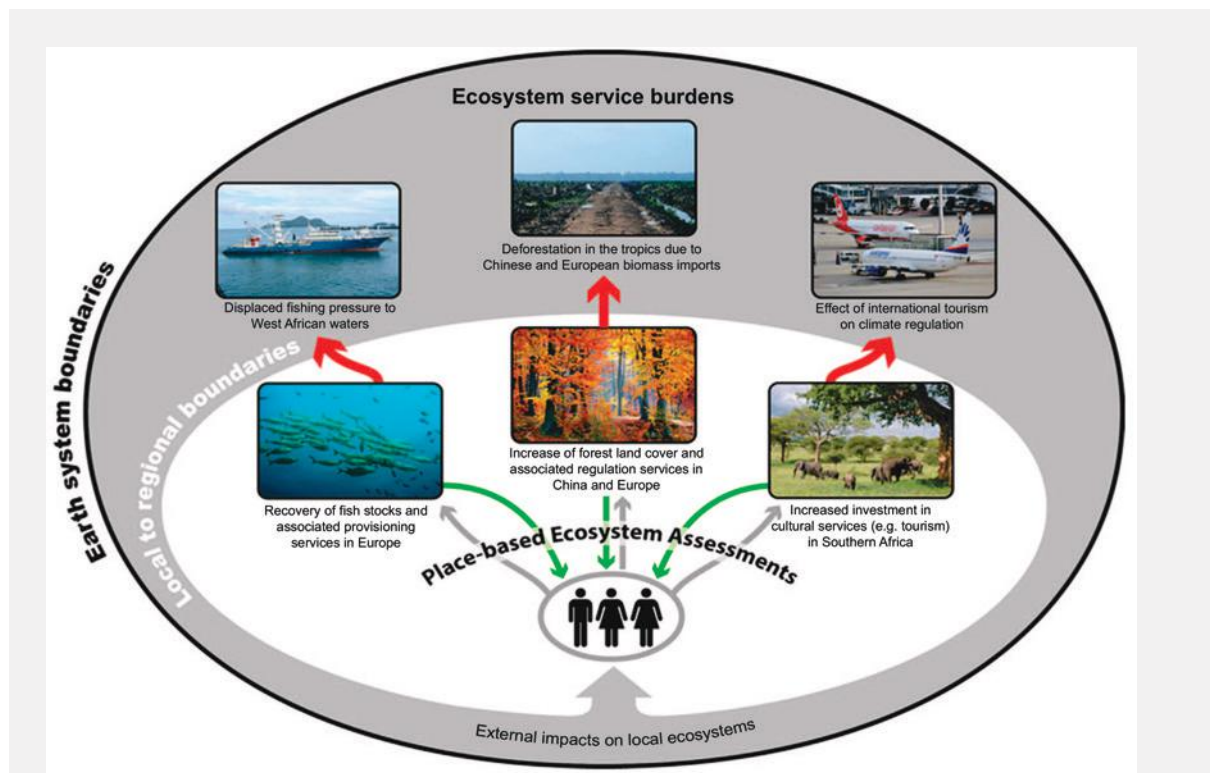 Ecosystem service burdens
Deforestation in the tropics due to
Chinese and European biomass imports
Displaced fishing pressure to
West African waters
Effect of international tourism
on climate regulation
Earth system boundaries
Local to regional boundaries
Increase of forest land cover and
associated regulation services in
China and Europe
Recovery of fish stocks and
associated provisioning
services in Europe
Increased investment in
cultural services (e.g. tourism)
in Southern Africa
Place-based Ecosystem Assessments
External impacts on local ecosystems